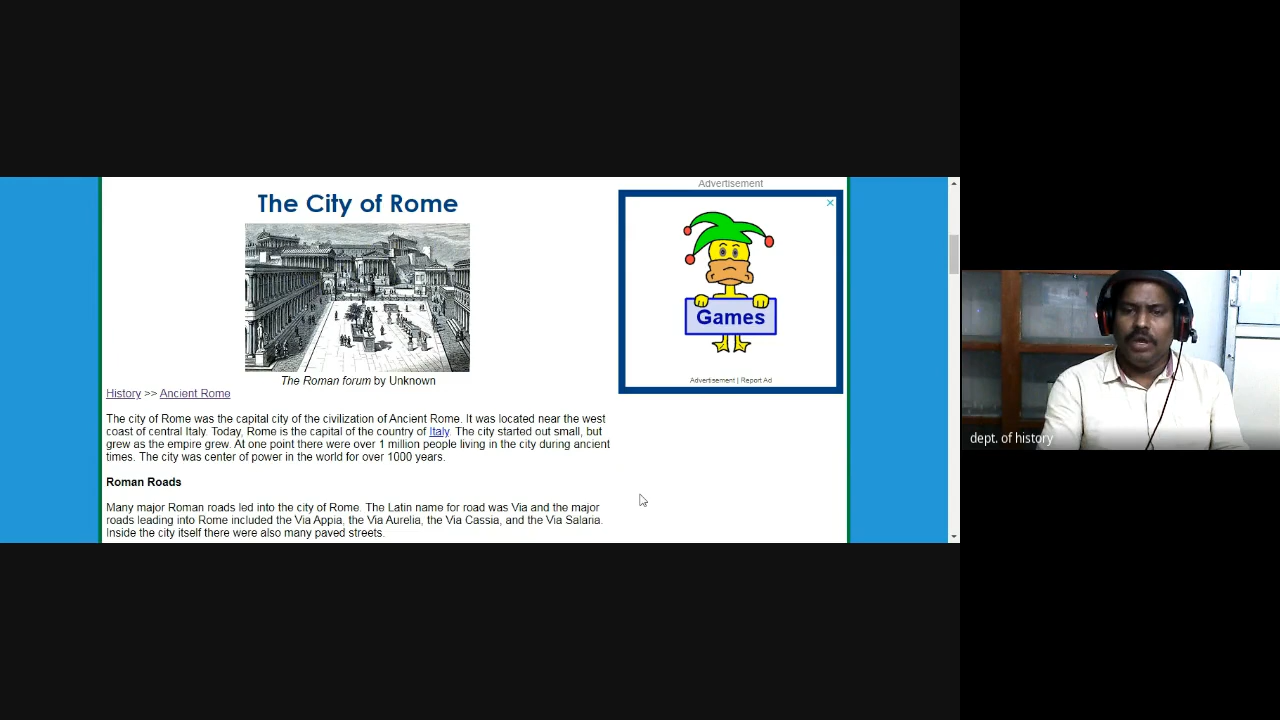 Advertisement
The City of Rome
Games
Advertisement | Report Ad
The Roman forum by Unknown
History >> Ancient Rome
The city of Rome was the capital city of the civilization of Ancient Rome. It was located near the west
coast of central Italy. Today, Rome is the capital of the country of Italy. The city started out small, but
grew as the empire grew. At one point there were over 1 million people living in the city during ancient
times. The city was center of power in the world for over 1000 years.
Roman Roads
Many major Roman roads led into the city of Rome. The Latin name for road was Via and the major
roads leading into Rome included the Via Appia, the Via Aurelia, the Via Cassia, and the Via Salaria.
Inside the city itself there were also many paved streets.
dept. of history